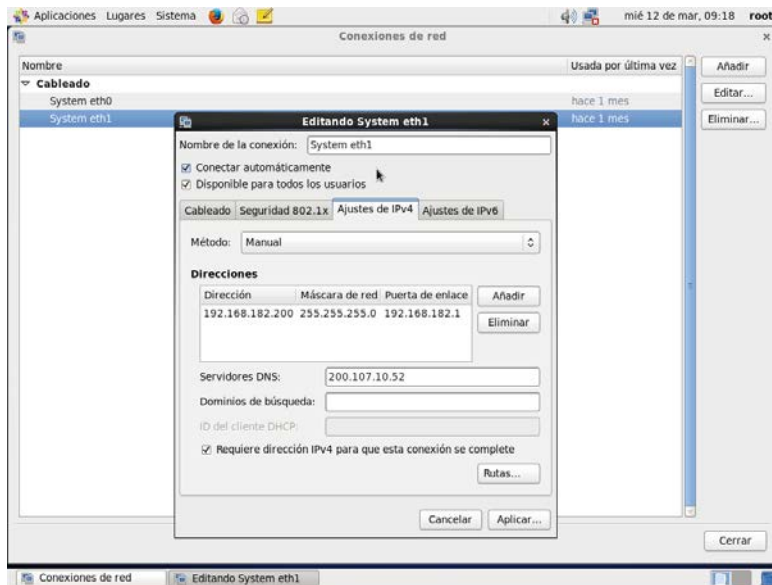 Aplicaciones Lugares Sistema mié 12 de mar, 09:18 root
Conexiones de red
Nombre Usada por última vez
Cableado
System eth0 hace 1 mes
System eth1 hace 1 mes
Añadir
Editar...
Eliminar...
Editando System eth1
Nombre de la conexión: System eth1
Conectar automáticamente
Disponible para todos los usuarios
Cableado Seguridad 802.1x Ajustes de IPv4 Ajustes de IPv6
Método: Manual
Direcciones
Dirección Máscara de red Puerta de enlace
192.168.182.200 255.255.255.0 192.168.182.1
Añadir
Eliminar
Servidores DNS: 200.107.10.52
Dominios de búsqueda:
ID del cliente DHCP:
Requiere dirección IPv4 para que esta conexión se complete
Rutas...
Cancelar Aplicar...
Cerrar
Conexiones de red Editando System eth1